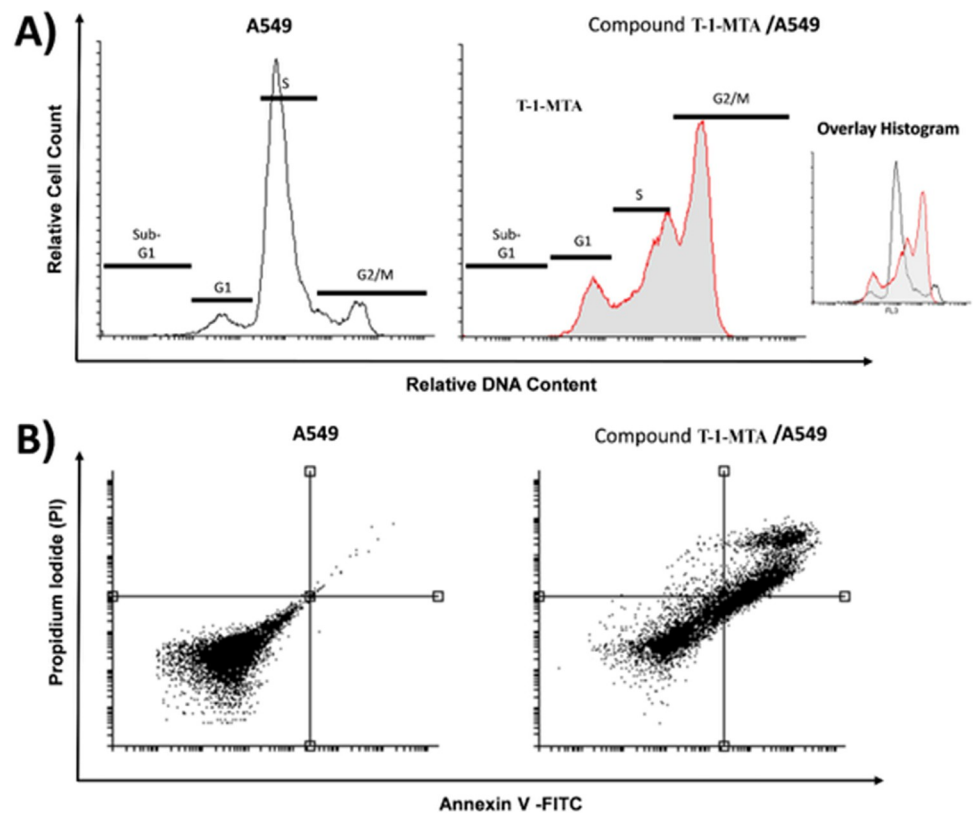 A)
A549
Compound T-1-MTA /A549
Relative Cell Count
Sub-
G1
G1
S
G2/M
T-1-MTA
Sub-
G1
G1
S
G2/M
Overlay Histogram
FL3
Relative DNA Content
B)
A549
Compound T-1-MTA /A549
Propidium Iodide (PI)
Annexin V -FITC